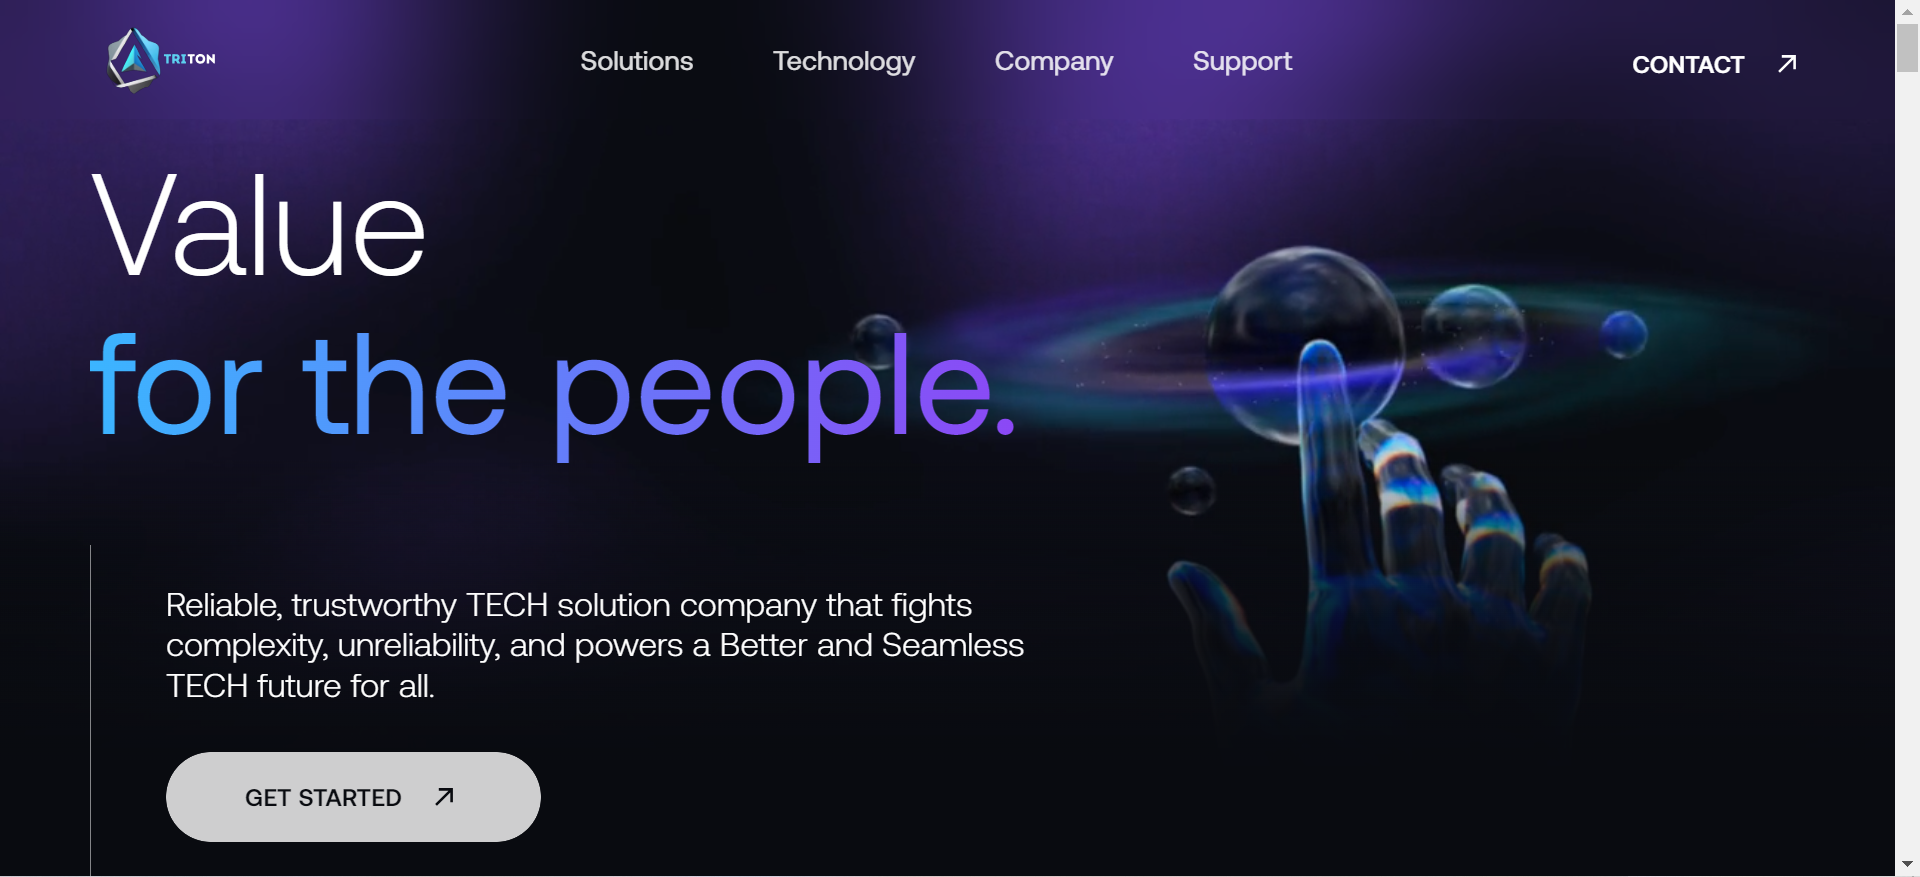 TRITON
Solutions
Technology
Company
Support
CONTACT
Value
for the people.
Reliable, trustworthy TECH solution company that fights
complexity, unreliability, and powers a Better and Seamless
TECH future for all.
GET STARTED